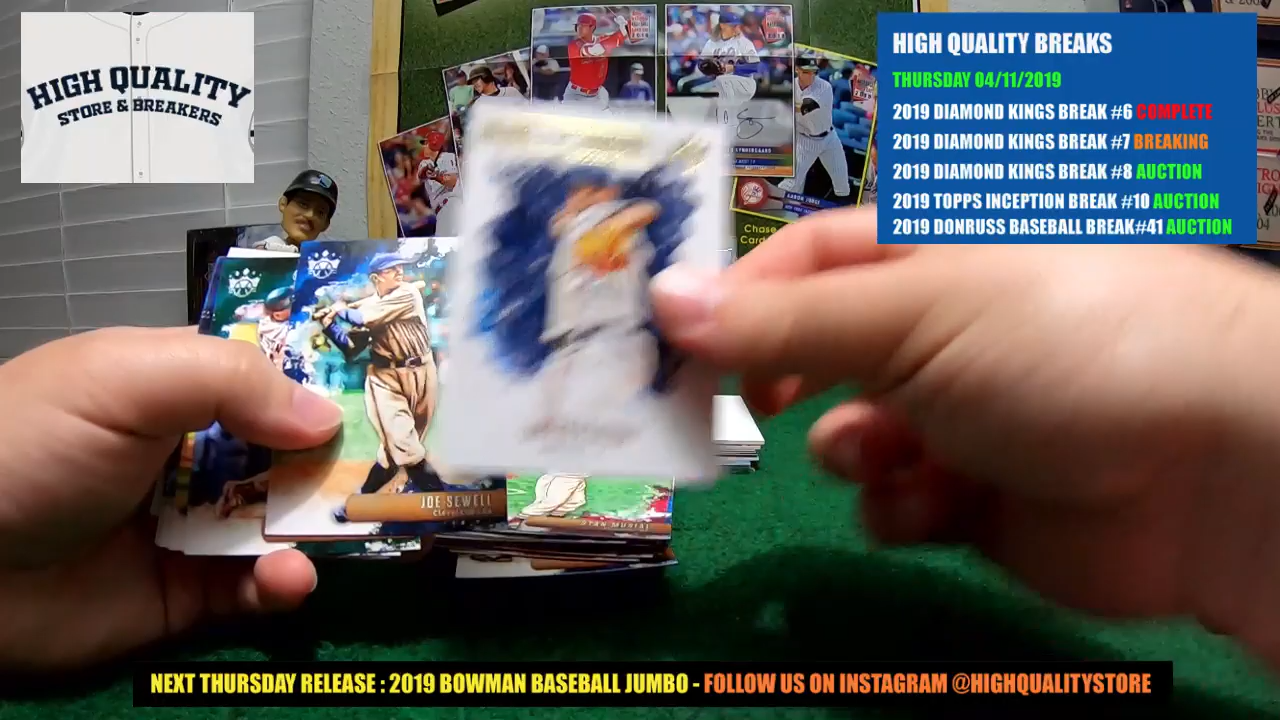 HIGH QUALITY
STORE & BREAKERS
HIGH QUALITY BREAKS
THURSDAY 04/11/2019
2019 DIAMOND KINGS BREAK #6 COMPLETE
2019 DIAMOND KINGS BREAK #7 BREAKING
2019 DIAMOND KINGS BREAK #8 AUCTION
2019 TOPPS INCEPTION BREAK #10 AUCTION
2019 DONRUSS BASEBALL BREAK#41 AUCTION
Chase
Card
JOE SEWELL
STAN MUSIAL
NEXT THURSDAY RELEASE : 2019 BOWMAN BASEBALL JUMBO - FOLLOW US ON INSTAGRAM @HIGHQUALITYSTORE